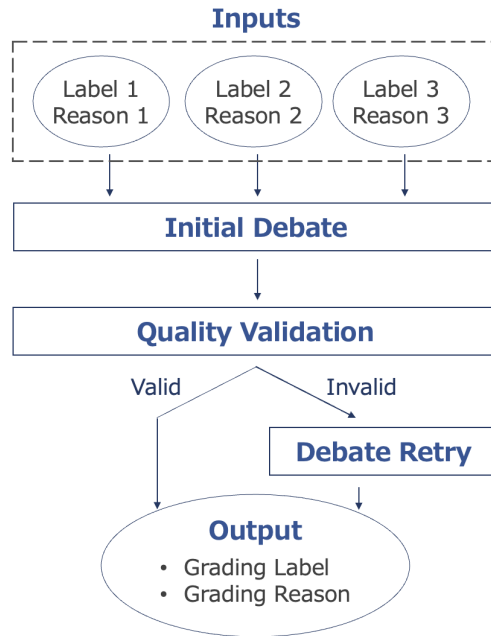 Inputs
Label 1
Reason 1
Label 2
Reason 2
Label 3
Reason 3
Initial Debate
Quality Validation
Valid
Invalid
Debate Retry
Output
• Grading Label
• Grading Reason